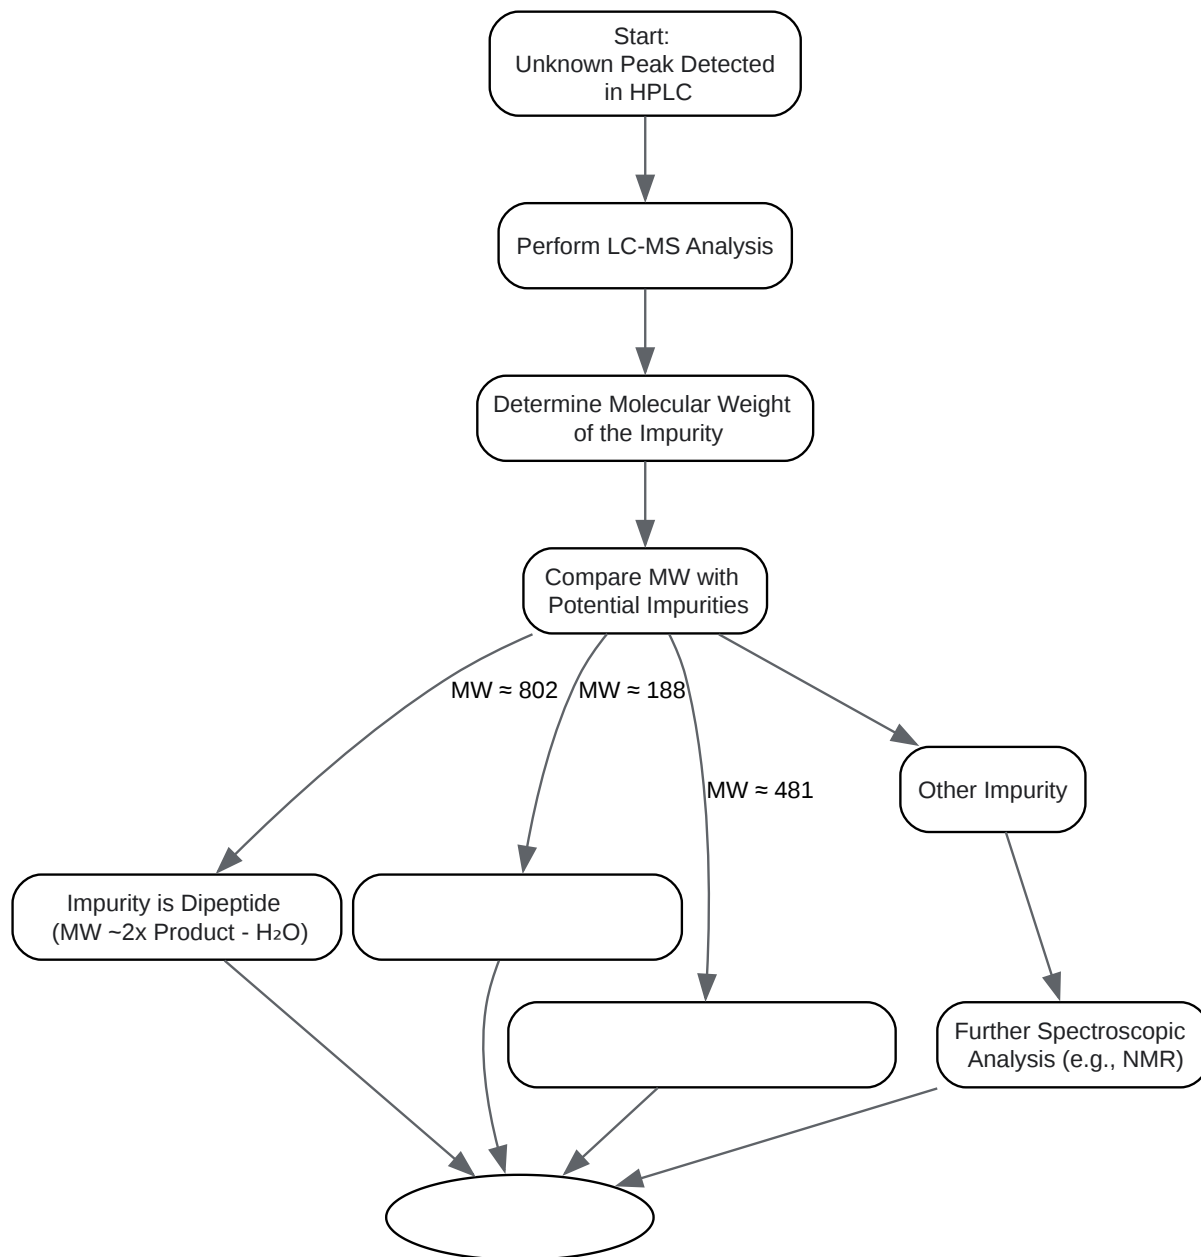 Start:
Unknown Peak Detected
in HPLC
Perform LC-MS Analysis
Determine Molecular Weight
of the Impurity
Compare MW with
Potential Impurities
MW ≈ 802
MW ≈ 188
MW ≈ 481
Other Impurity
Impurity is Dipeptide
(MW ~2x Product - H₂O)
Further Spectroscopic
Analysis (e.g., NMR)